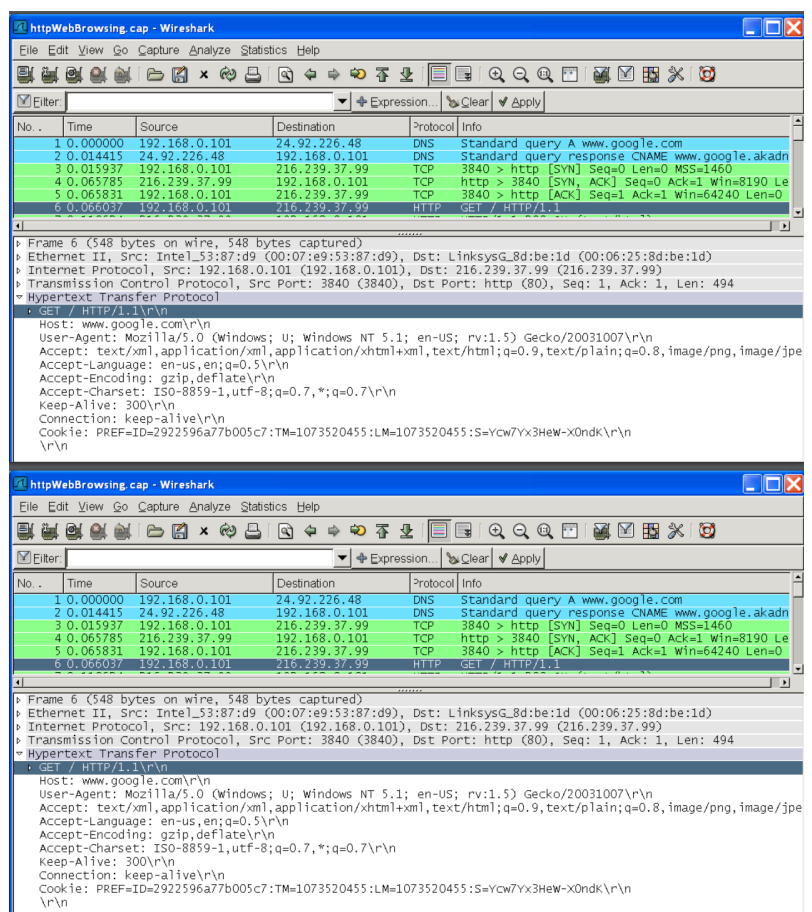 httpWebBrowsing.cap - Wireshark
File Edit View Go Capture Analyze Statistics Help
Filter: Expression... Clear Apply
No. . Time Source Destination Protocol Info
1 0.000000 192.168.0.101 24.92.226.48 DNS Standard query A www.google.com
2 0.014415 24.92.226.48 192.168.0.101 DNS Standard query response CNAME www.google.akadn
3 0.015937 192.168.0.101 216.239.37.99 TCP 3840 > http [SYN] Seq=0 Len=0 MSS=1460
4 0.065785 216.239.37.99 192.168.0.101 TCP http > 3840 [SYN, ACK] Seq=0 Ack=1 Win=8190 Le
5 0.065831 192.168.0.101 216.239.37.99 TCP 3840 > http [ACK] Seq=1 Ack=1 Win=64240 Len=0
6 0.066037 192.168.0.101 216.239.37.99 HTTP GET / HTTP/1.1
Frame 6 (548 bytes on wire, 548 bytes captured)
Ethernet II, Src: Intel_53:87:d9 (00:07:e9:53:87:d9), Dst: LinksysG_8d:be:1d (00:06:25:8d:be:1d)
Internet Protocol, Src: 192.168.0.101 (192.168.0.101), Dst: 216.239.37.99 (216.239.37.99)
Transmission Control Protocol, Src Port: 3840 (3840), Dst Port: http (80), Seq: 1, Ack: 1, Len: 494
Hypertext Transfer Protocol
GET / HTTP/1.1\r\n
Host: www.google.com\r\n
User-Agent: Mozilla/5.0 (Windows; U; Windows NT 5.1; en-US; rv:1.5) Gecko/20031007\r\n
Accept: text/xml,application/xml,application/xhtml+xml,text/html;q=0.9,text/plain;q=0.8,image/png,image/jpe
Accept-Language: en-us,en;q=0.5\r\n
Accept-Encoding: gzip,deflate\r\n
Accept-Charset: ISO-8859-1,utf-8;q=0.7,*;q=0.7\r\n
Keep-Alive: 300\r\n
Connection: keep-alive\r\n
Cookie: PREF=ID=2922596a77b005c7:TM=1073520455:LM=1073520455:S=Ycw7Yx3HeW-XOndK\r\n
\r\n
httpWebBrowsing.cap - Wireshark
File Edit View Go Capture Analyze Statistics Help
Filter: Expression... Clear Apply
No. . Time Source Destination Protocol Info
1 0.000000 192.168.0.101 24.92.226.48 DNS Standard query A www.google.com
2 0.014415 24.92.226.48 192.168.0.101 DNS Standard query response CNAME www.google.akadn
3 0.015937 192.168.0.101 216.239.37.99 TCP 3840 > http [SYN] Seq=0 Len=0 MSS=1460
4 0.065785 216.239.37.99 192.168.0.101 TCP http > 3840 [SYN, ACK] Seq=0 Ack=1 Win=8190 Le
5 0.065831 192.168.0.101 216.239.37.99 TCP 3840 > http [ACK] Seq=1 Ack=1 Win=64240 Len=0
6 0.066037 192.168.0.101 216.239.37.99 HTTP GET / HTTP/1.1
Frame 6 (548 bytes on wire, 548 bytes captured)
Ethernet II, Src: Intel_53:87:d9 (00:07:e9:53:87:d9), Dst: LinksysG_8d:be:1d (00:06:25:8d:be:1d)
Internet Protocol, Src: 192.168.0.101 (192.168.0.101), Dst: 216.239.37.99 (216.239.37.99)
Transmission Control Protocol, Src Port: 3840 (3840), Dst Port: http (80), Seq: 1, Ack: 1, Len: 494
Hypertext Transfer Protocol
GET / HTTP/1.1\r\n
Host: www.google.com\r\n
User-Agent: Mozilla/5.0 (Windows; U; Windows NT 5.1; en-US; rv:1.5) Gecko/20031007\r\n
Accept: text/xml,application/xml,application/xhtml+xml,text/html;q=0.9,text/plain;q=0.8,image/png,image/jpe
Accept-Language: en-us,en;q=0.5\r\n
Accept-Encoding: gzip,deflate\r\n
Accept-Charset: ISO-8859-1,utf-8;q=0.7,*;q=0.7\r\n
Keep-Alive: 300\r\n
Connection: keep-alive\r\n
Cookie: PREF=ID=2922596a77b005c7:TM=1073520455:LM=1073520455:S=Ycw7Yx3HeW-XOndK\r\n
\r\n